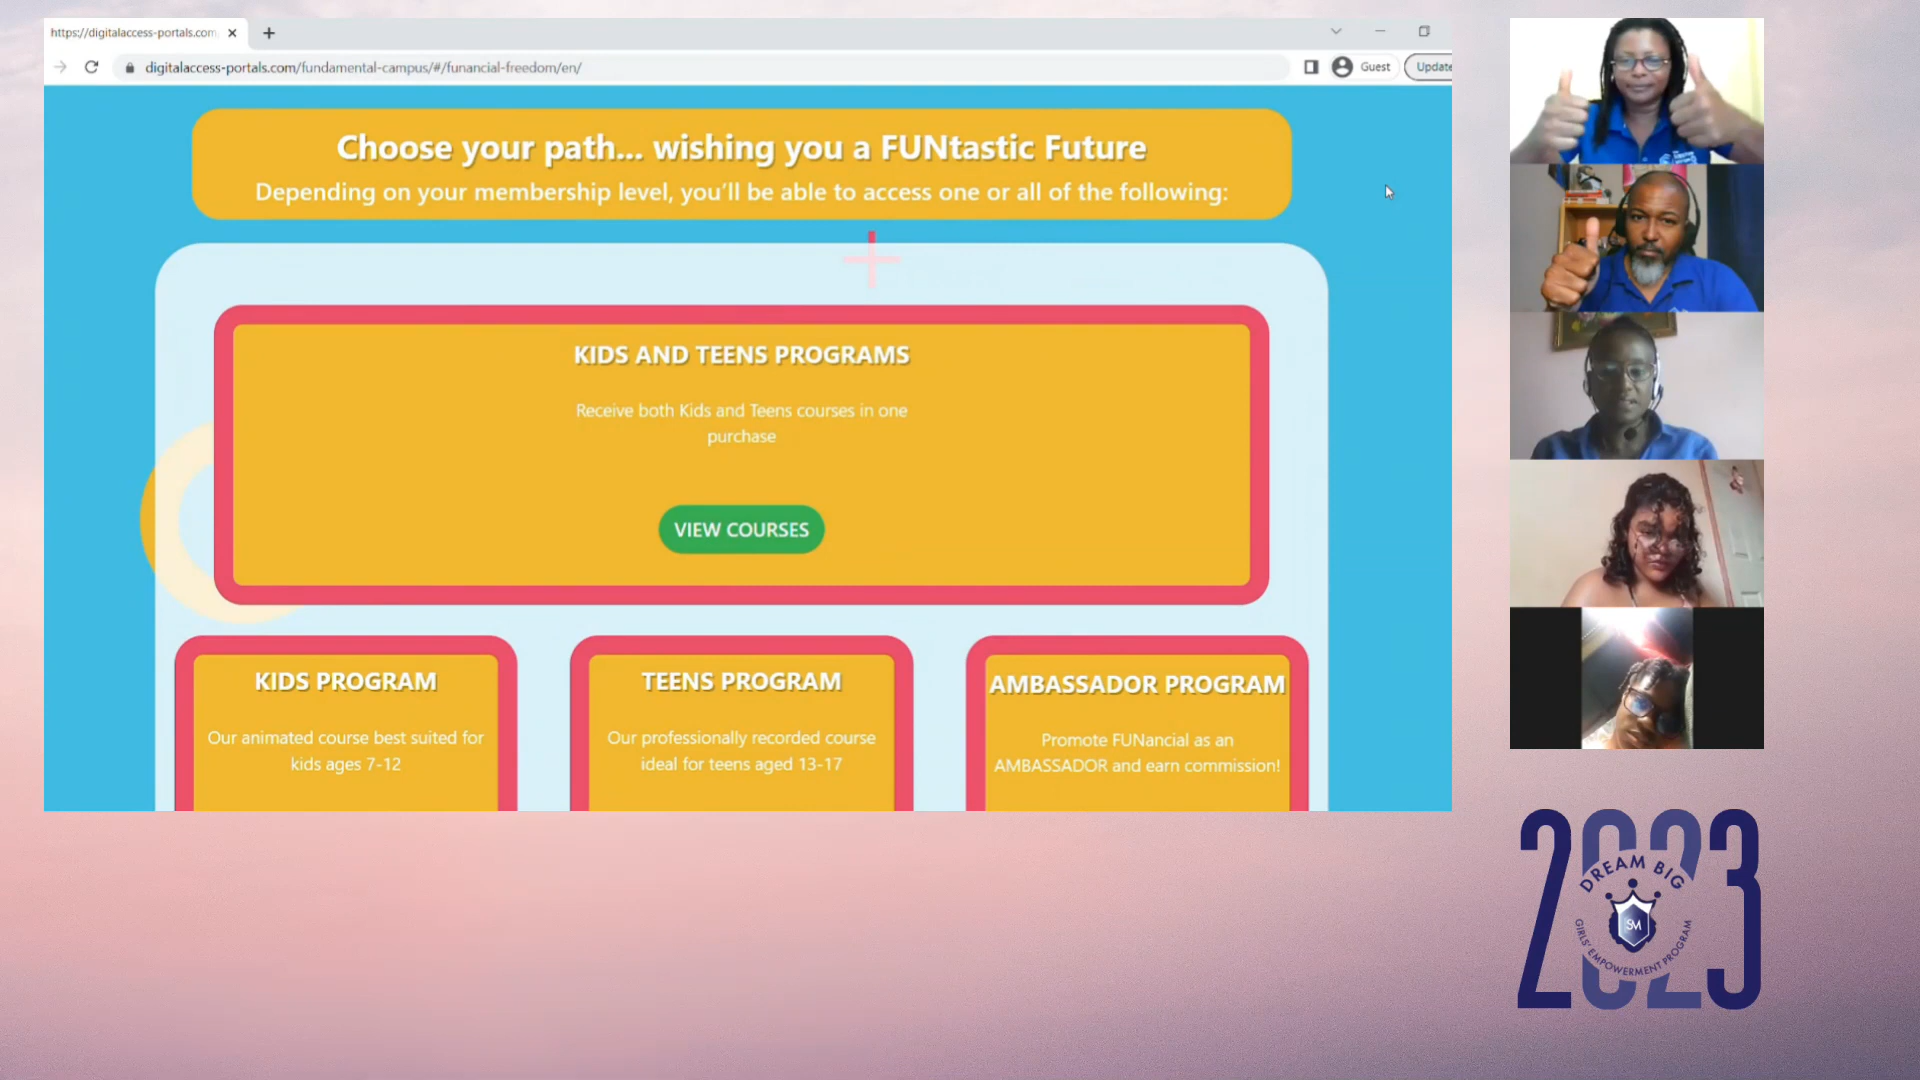 https://digitalaccess-portals.com
digitalaccess-portals.com/fundamental-campus/#/funancial-freedom/en/
Guest
Update
Choose your path... wishing you a FUNtastic Future
Depending on your membership level, you'll be able to access one or all of the following:
KIDS AND TEENS PROGRAMS
Receive both Kids and Teens courses in one
purchase
VIEW COURSES
KIDS PROGRAM
Our animated course best suited for
kids ages 7-12
TEENS PROGRAM
Our professionally recorded course
ideal for teens aged 13-17
AMBASSADOR PROGRAM
Promote FUNancial as an
AMBASSADOR and earn commission!
2023
DREAM BIG
SM
GIRLS' EMPOWERMENT PROGRAM